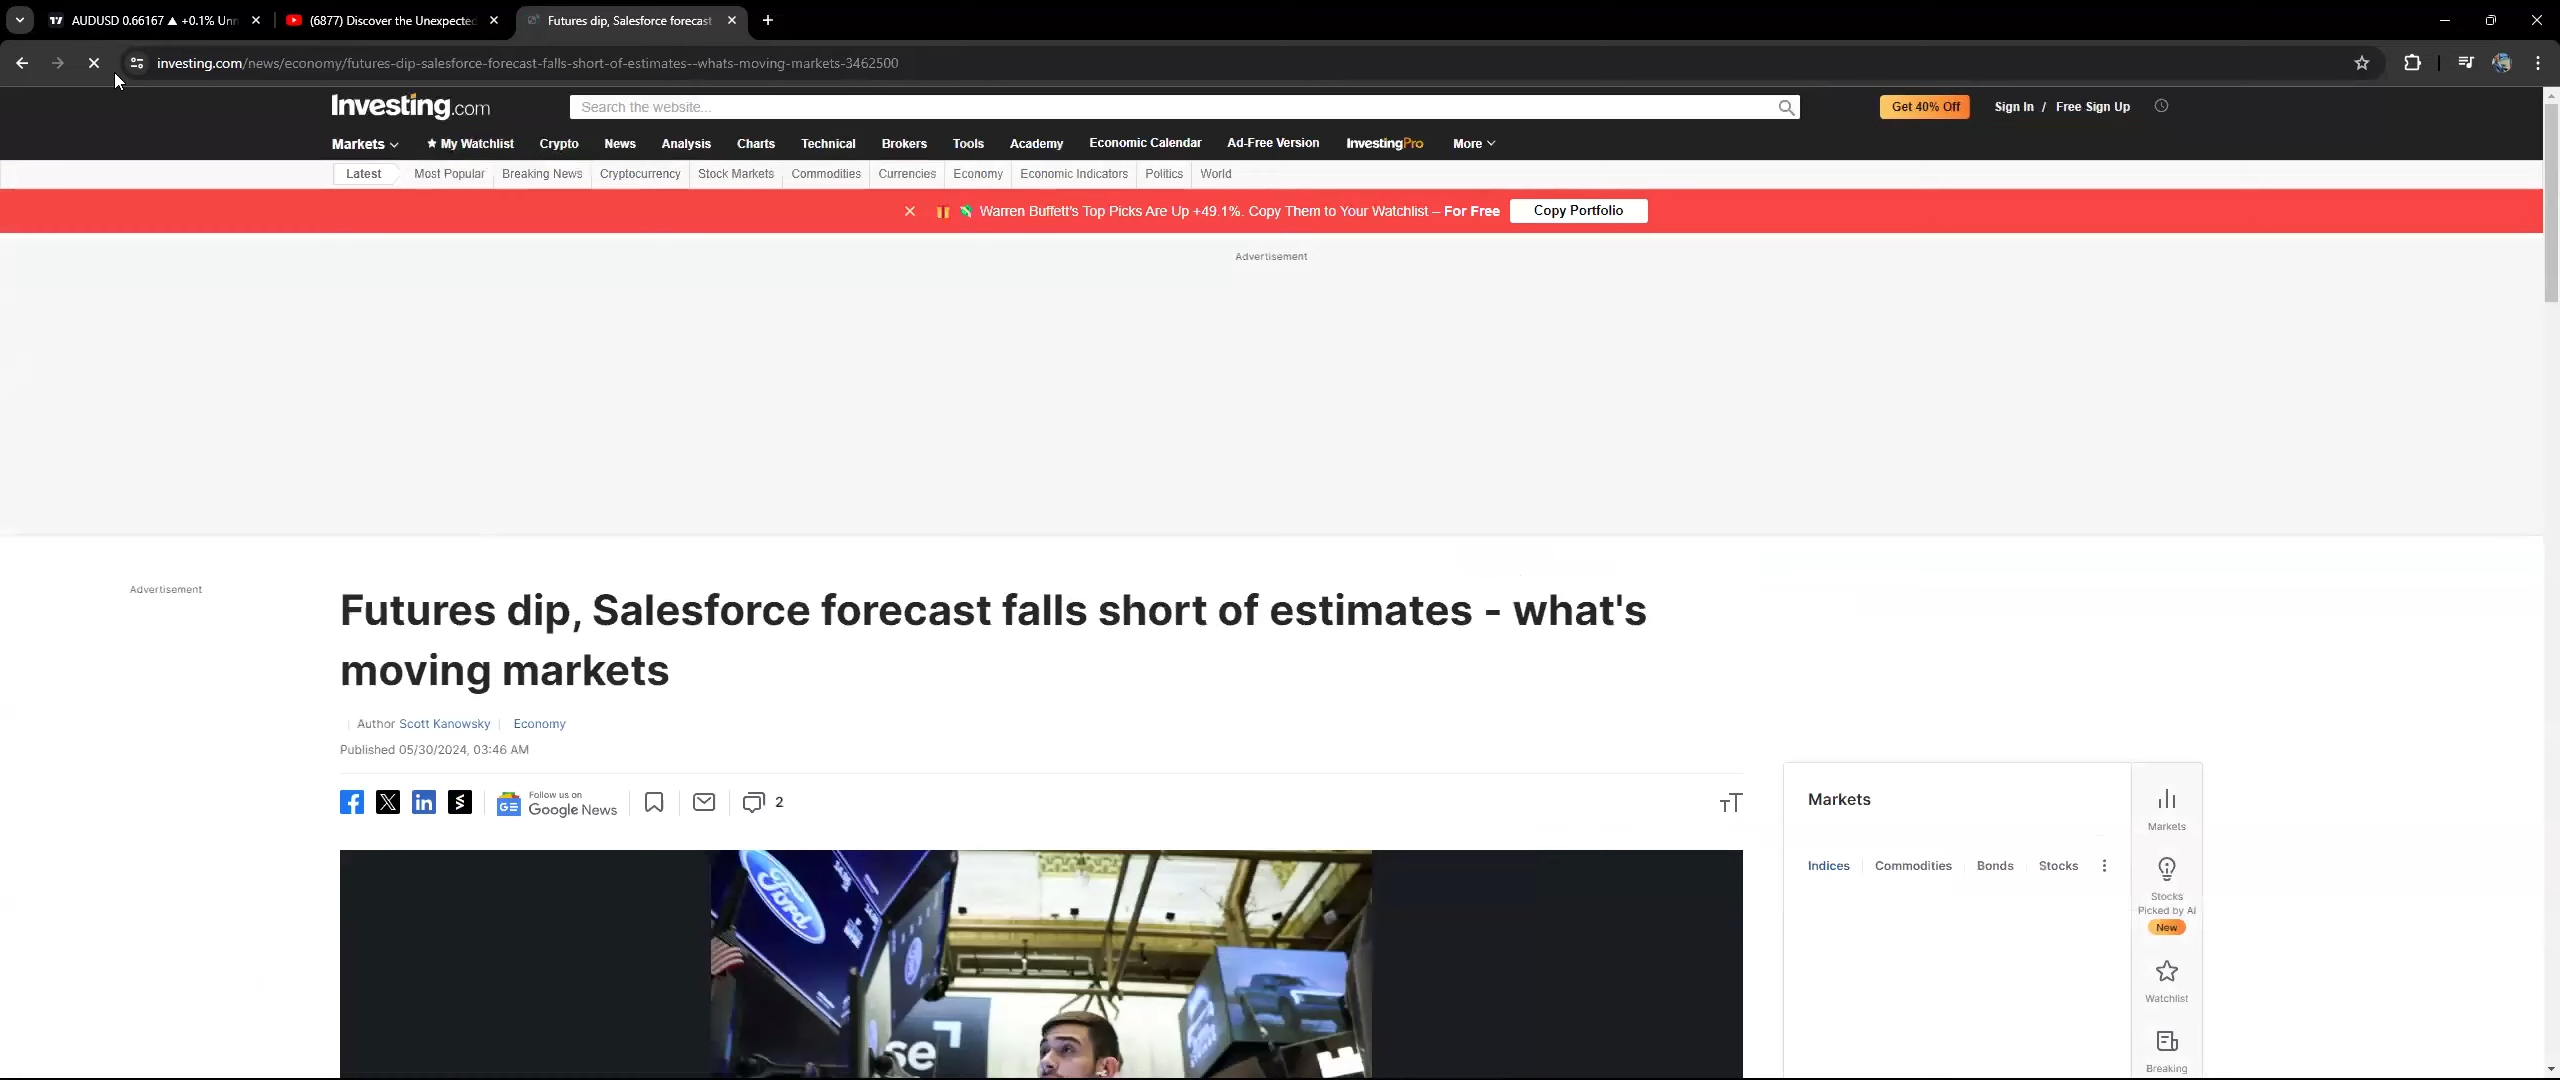 AUDUSD 0.66167 ▲ +0.1% Unn
(6877) Discover the Unexpected
Futures dip, Salesforce forecast
investing.com/news/economy/futures-dip-salesforce-forecast-falls-short-of-estimates--whats-moving-markets-3462500
Investing.com
Search the website...
Get 40% Off
Sign In / Free Sign Up
Markets
My Watchlist
Crypto
News
Analysis
Charts
Technical
Brokers
Tools
Academy
Economic Calendar
Ad-Free Version
InvestingPro
More
Latest
Most Popular
Breaking News
Cryptocurrency
Stock Markets
Commodities
Currencies
Economy
Economic Indicators
Politics
World
Warren Buffett's Top Picks Are Up +49.1%. Copy Them to Your Watchlist – For Free
Copy Portfolio
Advertisement
Advertisement
Futures dip, Salesforce forecast falls short of estimates - what's
moving markets
Author Scott Kanowsky
Economy
Published 05/30/2024, 03:46 AM
Follow us on
Google News
2
Markets
Indices
Commodities
Bonds
Stocks
Markets
Stocks
Picked by AI
New
Watchlist
Breaking
Ford
se